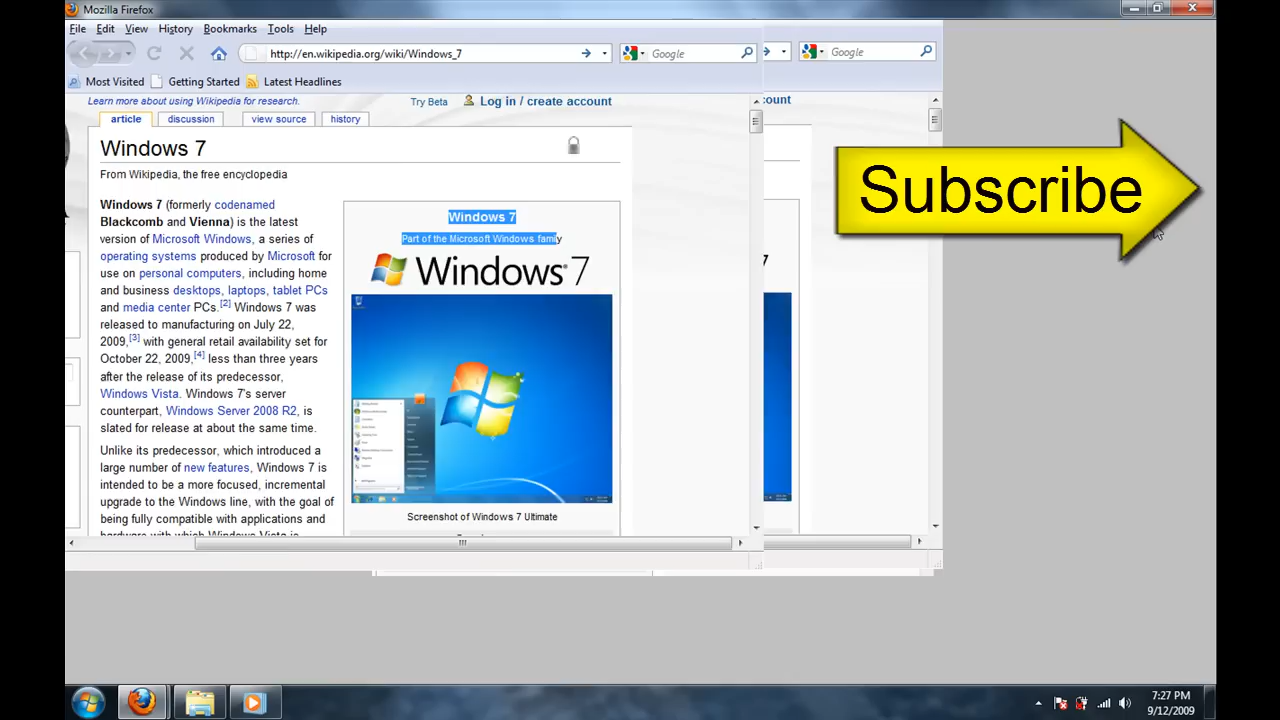 Mozilla Firefox
File Edit View History Bookmarks Tools Help
http://en.wikipedia.org/wiki/Windows_7
Google
Google
Most Visited Getting Started Latest Headlines
Learn more about using Wikipedia for research.
Try Beta
Log in / create account
count
article discussion view source history
Windows 7
From Wikipedia, the free encyclopedia
Windows 7 (formerly codenamed
Blackcomb and Vienna) is the latest
version of Microsoft Windows, a series of
operating systems produced by Microsoft for
use on personal computers, including home
and business desktops, laptops, tablet PCs
and media center PCs.[2] Windows 7 was
released to manufacturing on July 22,
2009,[3] with general retail availability set for
October 22, 2009,[4] less than three years
after the release of its predecessor,
Windows Vista. Windows 7's server
counterpart, Windows Server 2008 R2, is
slated for release at about the same time.
Unlike its predecessor, which introduced a
large number of new features, Windows 7 is
intended to be a more focused, incremental
upgrade to the Windows line, with the goal of
being fully compatible with applications and
hardware with which Windows Vista is
Windows 7
Part of the Microsoft Windows family
Windows® 7
7
Screenshot of Windows 7 Ultimate
Subscribe
7:27 PM
9/12/2009